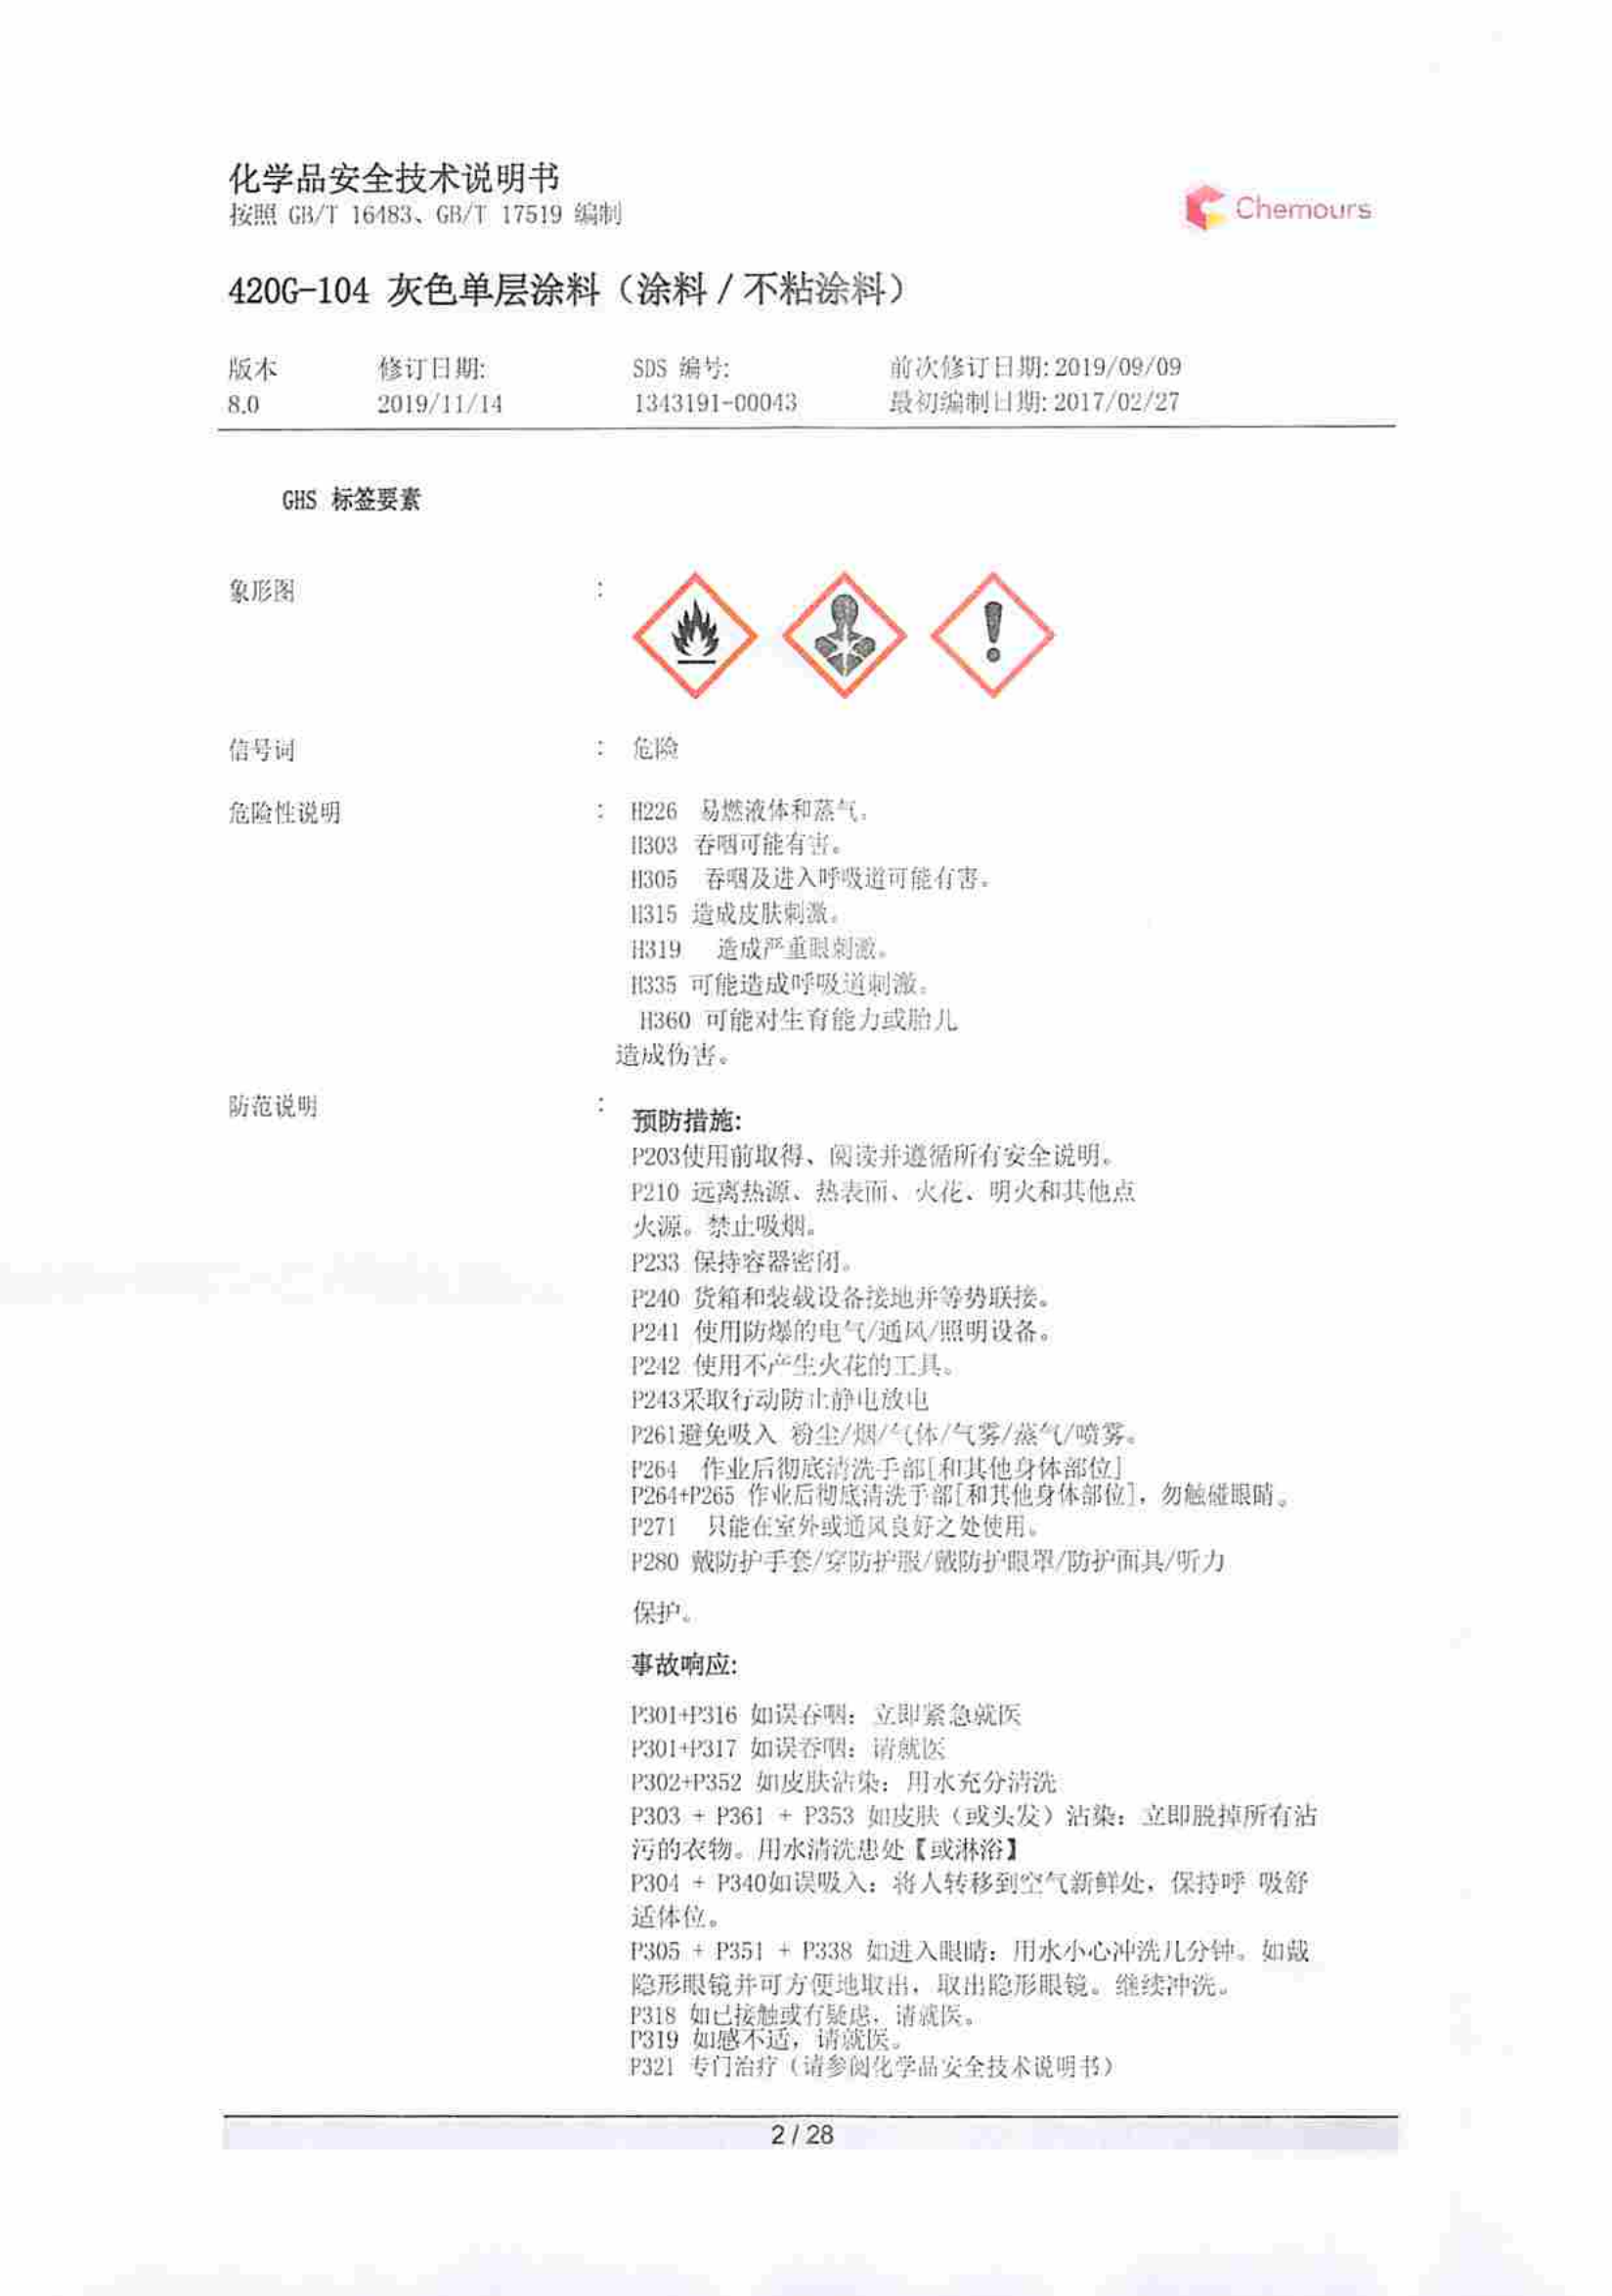 化学品安全技术说明书
按照 GB/T 16483、GB/T 17519 编制
Chemours
420G-104 灰色单层涂料（涂料 / 不粘涂料）
版本 修订日期: SDS 编号: 前次修订日期: 2019/09/09
8.0 2019/11/14 1343191-00043 最初编制日期: 2017/02/27
GHS 标签要素
象形图 :
信号词 : 危险
危险性说明 : H226 易燃液体和蒸气。
H303 吞咽可能有害。
H305 吞咽及进入呼吸道可能有害。
H315 造成皮肤刺激。
H319 造成严重眼刺激。
H335 可能造成呼吸道刺激。
H360 可能对生育能力或胎儿
造成伤害。
防范说明 :
预防措施:
P203使用前取得、阅读并遵循所有安全说明。
P210 远离热源、热表面、火花、明火和其他点
火源。禁止吸烟。
P233 保持容器密闭。
P240 货箱和装载设备接地并等势联接。
P241 使用防爆的电气/通风/照明设备。
P242 使用不产生火花的工具。
P243采取行动防止静电放电
P261避免吸入 粉尘/烟/气体/气雾/蒸气/喷雾。
P264 作业后彻底清洗手部[和其他身体部位]
P264+P265 作业后彻底清洗手部[和其他身体部位]，勿触碰眼睛。
P271 只能在室外或通风良好之处使用。
P280 戴防护手套/穿防护服/戴防护眼罩/防护面具/听力
保护。
事故响应:
P301+P316 如误吞咽：立即紧急就医
P301+P317 如误吞咽：请就医
P302+P352 如皮肤沾染：用水充分清洗
P303 + P361 + P353 如皮肤（或头发）沾染：立即脱掉所有沾
污的衣物。用水清洗患处【或淋浴】
P304 + P340如误吸入：将人转移到空气新鲜处，保持呼 吸舒
适体位。
P305 + P351 + P338 如进入眼睛：用水小心冲洗几分钟。如戴
隐形眼镜并可方便地取出，取出隐形眼镜。继续冲洗。
P318 如已接触或有疑虑，请就医。
P319 如感不适，请就医。
P321 专门治疗（请参阅化学品安全技术说明书）
2 / 28